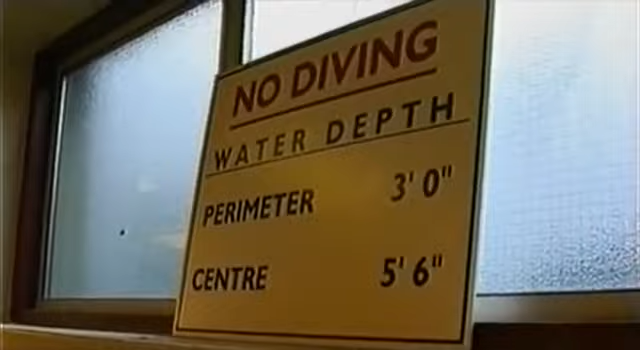 NO DIVING
WATER DEPTH
PERIMETER 3' 0"
CENTRE 5' 6"